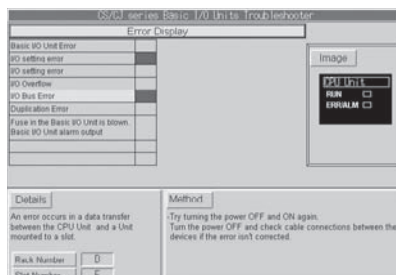 CS/CJ series Basic I/O Units Troubleshooter
Error Display
Basic I/O Unit Error
I/O setting error
I/O setting error
I/O Overflow
I/O Bus Error
Duplication Error
Fuse in the Basic I/O Unit is blown.
Basic I/O Unit alarm output
Image
CPU Unit
RUN
ERR/ALM
Details
An error occurs in a data transfer
between the CPU Unit and a Unit
mounted to a slot.
Rack Number 0
Slot Number
Method
-Try turning the power OFF and ON again.
Turn the power OFF and check cable connections between the
devices if the error isn't corrected.